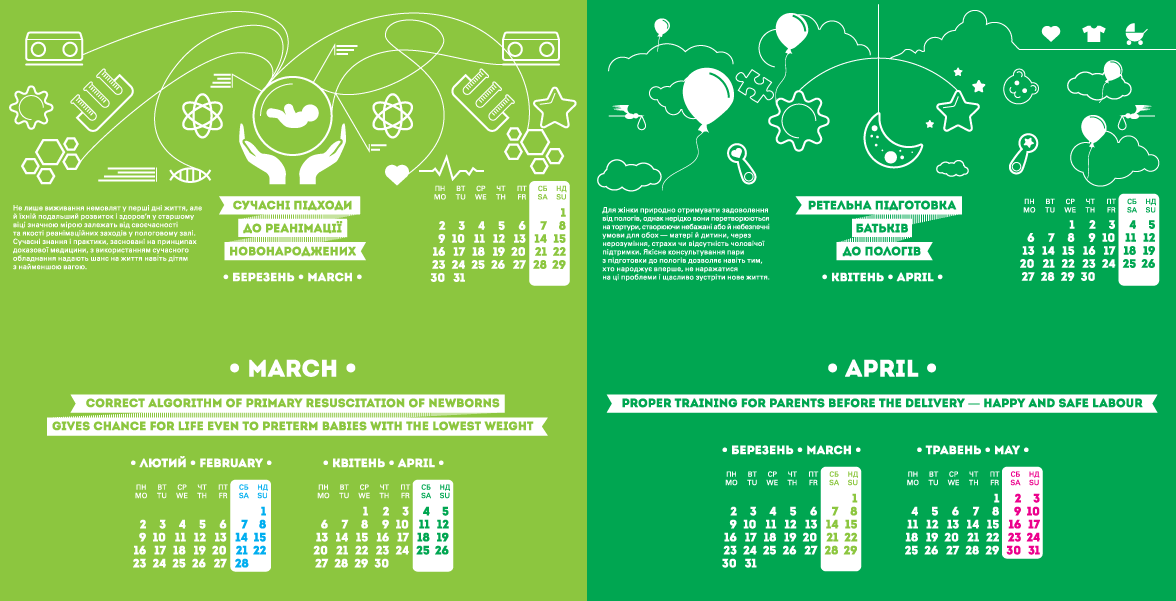 Не лише виживання немовлят у перші дні життя, але
й їхній подальший розвиток і здоров'я у старшому
віці значною мірою залежать від своєчасності
та якості реанімаційних заходів у пологовому залі.
Сучасні знання і практики, засновані на принципах
доказової медицини, з використанням сучасного
обладнання надають шанс на життя навіть дітям
з найменшою вагою.
СУЧАСНІ ПІДХОДИ
ДО РЕАНІМАЦІЇ
НОВОНАРОДЖЕНИХ
• БЕРЕЗЕНЬ • MARCH •
ПН ВТ СР ЧТ ПТ СБ НД
MO TU WE TH FR SA SU
1
2 3 4 5 6 7 8
9 10 11 12 13 14 15
16 17 18 19 20 21 22
23 24 25 26 27 28 29
30 31
• MARCH •
CORRECT ALGORITHM OF PRIMARY RESUSCITATION OF NEWBORNS
GIVES CHANCE FOR LIFE EVEN TO PRETERM BABIES WITH THE LOWEST WEIGHT
• ЛЮТИЙ • FEBRUARY •
ПН ВТ СР ЧТ ПТ СБ НД
MO TU WE TH FR SA SU
1
2 3 4 5 6 7 8
9 10 11 12 13 14 15
16 17 18 19 20 21 22
23 24 25 26 27 28
• КВІТЕНЬ • APRIL •
ПН ВТ СР ЧТ ПТ СБ НД
MO TU WE TH FR SA SU
1 2 3 4 5
6 7 8 9 10 11 12
13 14 15 16 17 18 19
20 21 22 23 24 25 26
27 28 29 30
Для жінки природно отримувати задоволення
від пологів, однак нерідко вони перетворюються
на тортури, створюючи небажані або й небезпечні
умови для обох — матері й дитини, через
нерозуміння, страхи чи відсутність чоловічої
підтримки. Якісне консультування пари
з підготовки до пологів дозволяє навіть тим,
хто народжує вперше, не наражатися
на ці проблеми і щасливо зустріти нове життя.
РЕТЕЛЬНА ПІДГОТОВКА
БАТЬКІВ
ДО ПОЛОГІВ
• КВІТЕНЬ • APRIL •
ПН ВТ СР ЧТ ПТ СБ НД
MO TU WE TH FR SA SU
1 2 3 4 5
6 7 8 9 10 11 12
13 14 15 16 17 18 19
20 21 22 23 24 25 26
27 28 29 30
• APRIL •
PROPER TRAINING FOR PARENTS BEFORE THE DELIVERY — HAPPY AND SAFE LABOUR
• БЕРЕЗЕНЬ • MARCH •
ПН ВТ СР ЧТ ПТ СБ НД
MO TU WE TH FR SA SU
1
2 3 4 5 6 7 8
9 10 11 12 13 14 15
16 17 18 19 20 21 22
23 24 25 26 27 28 29
30 31
• ТРАВЕНЬ • MAY •
ПН ВТ СР ЧТ ПТ СБ НД
MO TU WE TH FR SA SU
1 2 3
4 5 6 7 8 9 10
11 12 13 14 15 16 17
18 19 20 21 22 23 24
25 26 27 28 29 30 31